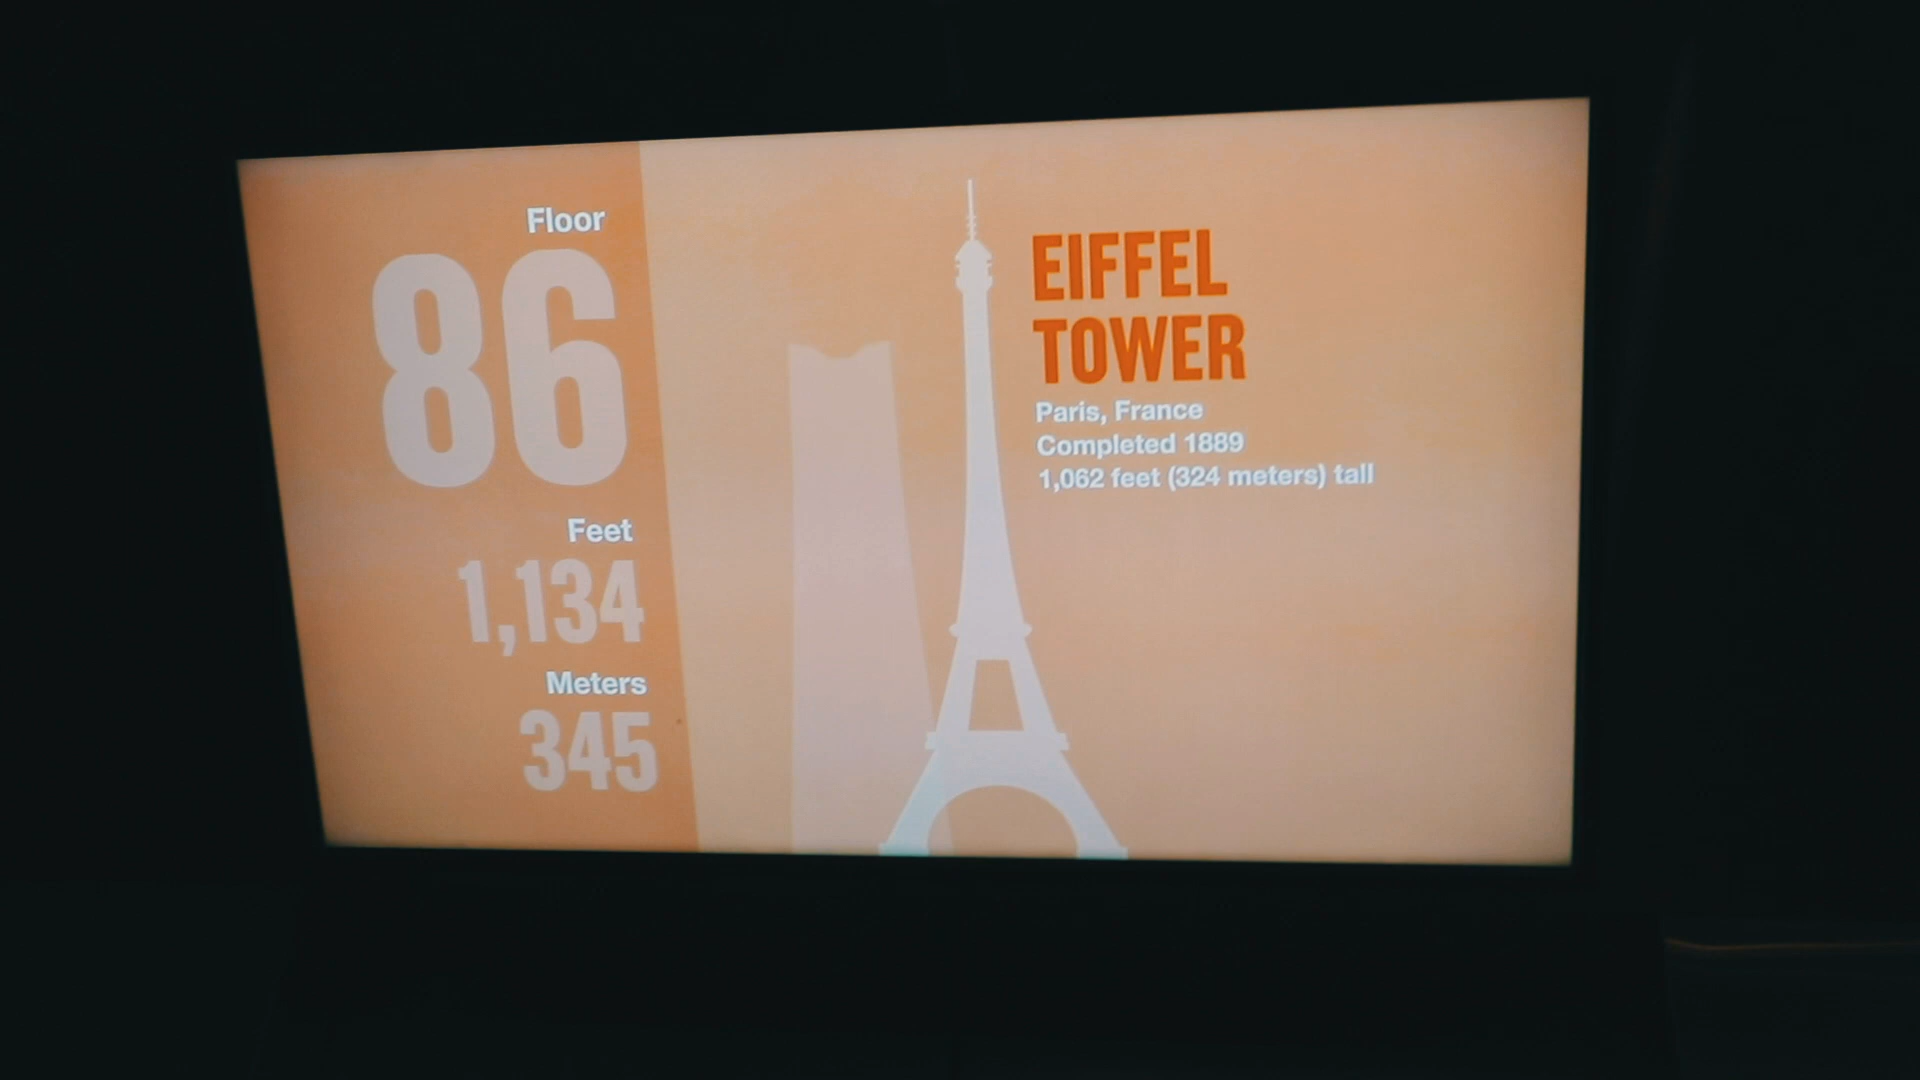 Floor
86
Feet
1,134
Meters
345
EIFFEL
TOWER
Paris, France
Completed 1889
1,062 feet (324 meters) tall